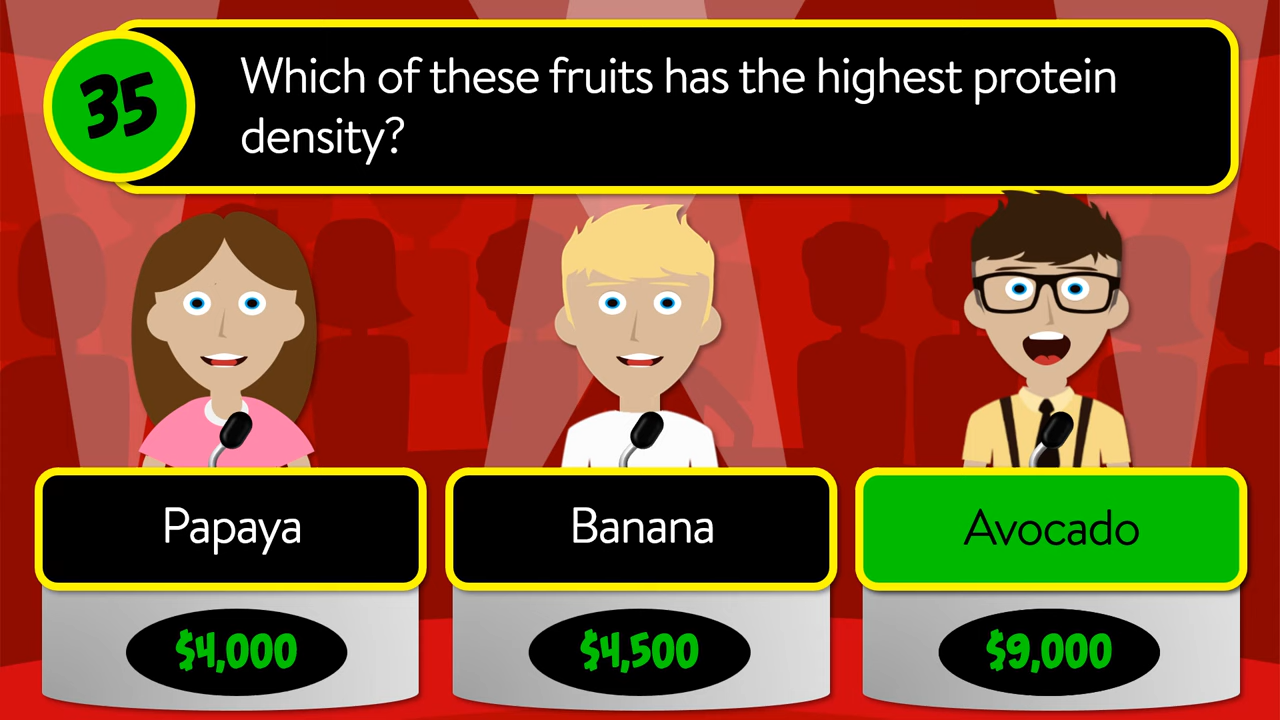 35
Which of these fruits has the highest protein
density?
Papaya
Banana
Avocado
$4,000
$4,500
$9,000